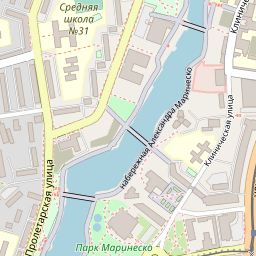 Средняя
школа
№31
Клиническая улица
набережная Александра Маринеско
Пролетарская улица
Парк Маринеско